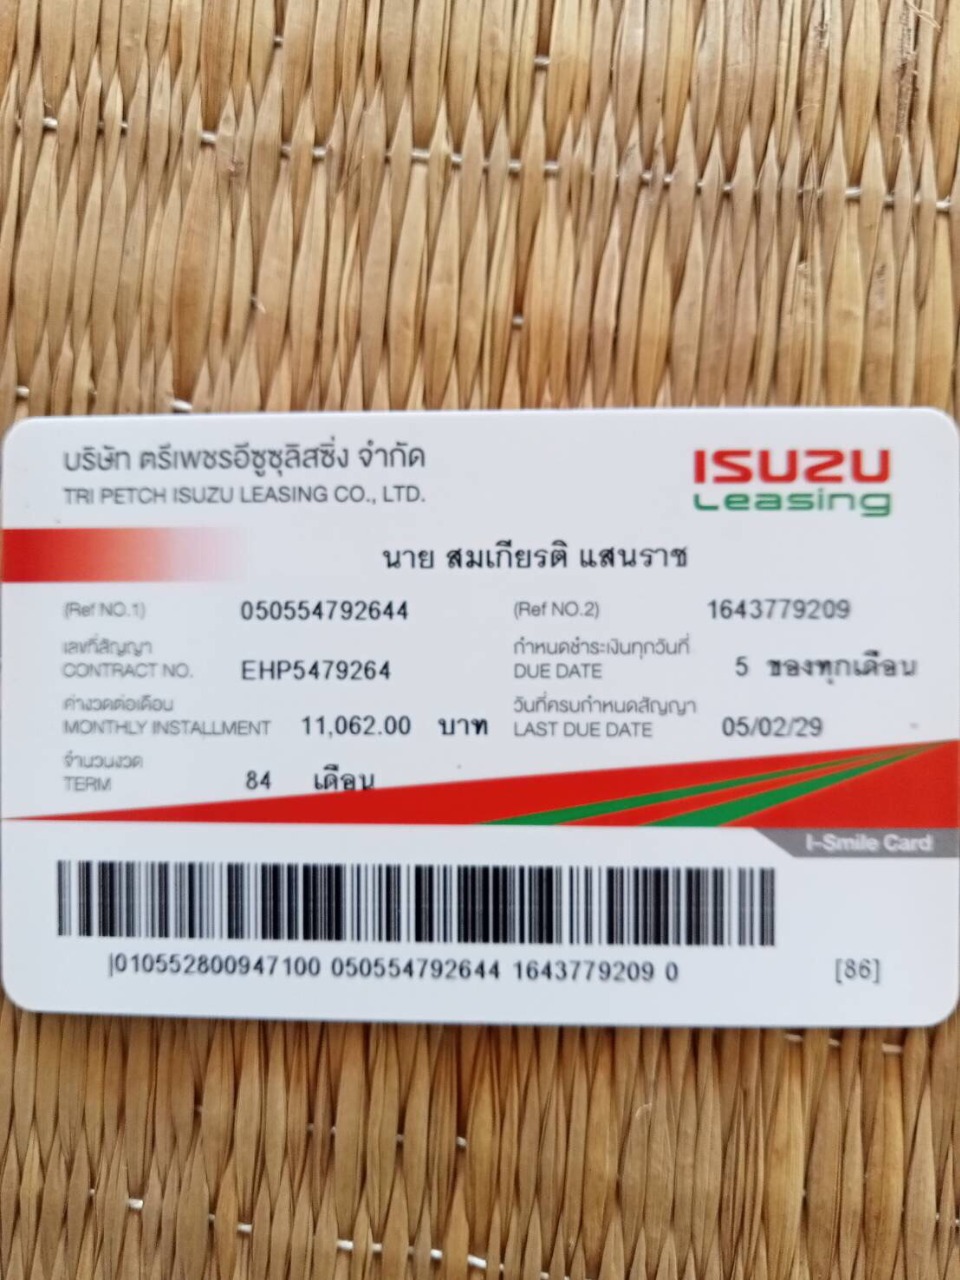 บริษัท ตรีเพชรอีซูซุลิสซิ่ง จำกัด
TRI PETCH ISUZU LEASING CO., LTD.
ISUZU
Leasing
นาย สมเกียรติ แสนราช
(Ref NO.1) 050554792644 (Ref NO.2) 1643779209
เลขที่สัญญา กำหนดชำระเงินทุกวันที่
CONTRACT NO. EHP5479264 DUE DATE 5 ของทุกเดือน
ค่างวดต่อเดือน วันที่ครบกำหนดสัญญา
MONTHLY INSTALLMENT 11,062.00 บาท LAST DUE DATE 05/02/29
จำนวนงวด
TERM 84 เดือน
I-Smile Card
|010552800947100 050554792644 1643779209 0 [86]